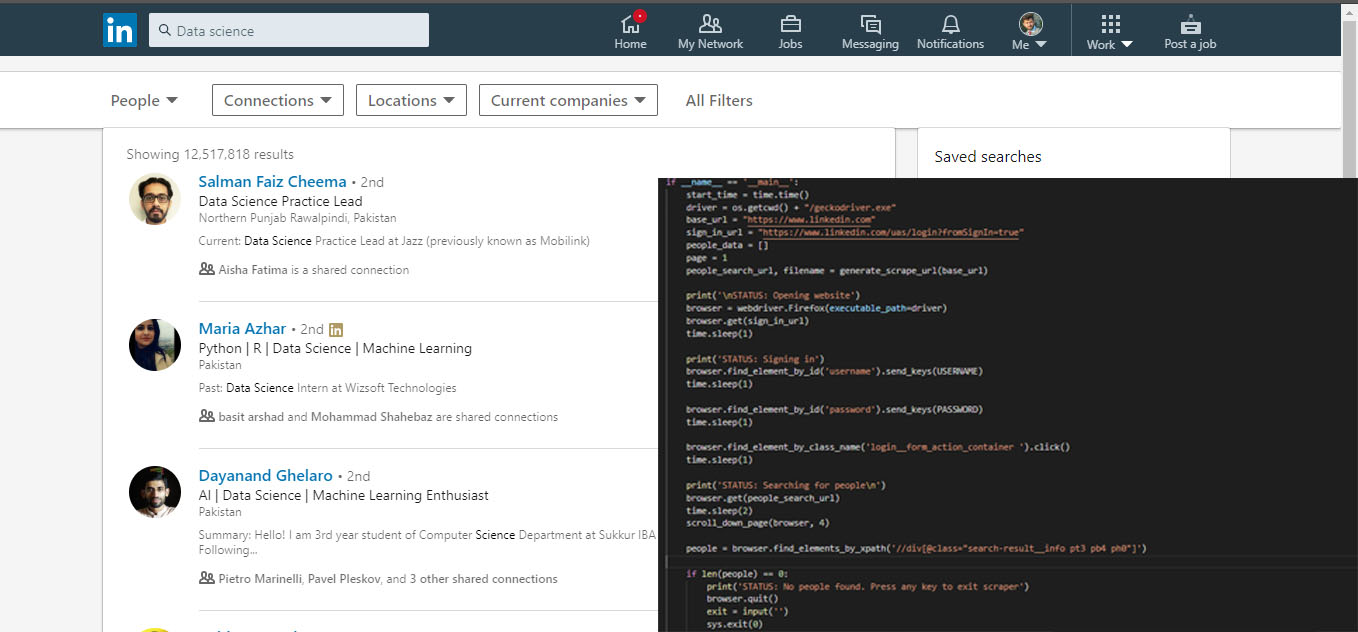 in
Data science
Home
My Network
Jobs
Messaging
Notifications
Me
Work
Post a job
People
Connections
Locations
Current companies
All Filters
Showing 12,517,818 results
Saved searches
Salman Faiz Cheema • 2nd
Data Science Practice Lead
Northern Punjab Rawalpindi, Pakistan
Current: Data Science Practice Lead at Jazz (previously known as Mobilink)
Aisha Fatima is a shared connection
Maria Azhar • 2nd in
Python | R | Data Science | Machine Learning
Pakistan
Past: Data Science Intern at Wizsoft Technologies
basit arshad and Mohammad Shahebaz are shared connections
Dayanand Ghelaro • 2nd
AI | Data Science | Machine Learning Enthusiast
Pakistan
Summary: Hello! I am 3rd year student of Computer Science Department at Sukkur IBA
Following...
Pietro Marinelli, Pavel Pleskov, and 3 other shared connections
if __name__ == '__main__':
start_time = time.time()
driver = os.getcwd() + "/geckodriver.exe"
base_url = "https://www.linkedin.com"
sign_in_url = "https://www.linkedin.com/uas/login?fromSignIn=true"
people_data = []
page = 1
people_search_url, filename = generate_scrape_url(base_url)
print('\nSTATUS: Opening website')
browser = webdriver.Firefox(executable_path=driver)
browser.get(sign_in_url)
time.sleep(1)
print('STATUS: Signing in')
browser.find_element_by_id('username').send_keys(USERNAME)
time.sleep(1)
browser.find_element_by_id('password').send_keys(PASSWORD)
time.sleep(1)
browser.find_element_by_class_name('login__form_action_container ').click()
time.sleep(1)
print('STATUS: Searching for people\n')
browser.get(people_search_url)
time.sleep(2)
scroll_down_page(browser, 4)
people = browser.find_elements_by_xpath('//div[@class="search-result__info pt3 pb4 ph0"]')
if len(people) == 0:
print('STATUS: No people found. Press any key to exit scraper')
browser.quit()
exit = input('')
sys.exit(0)